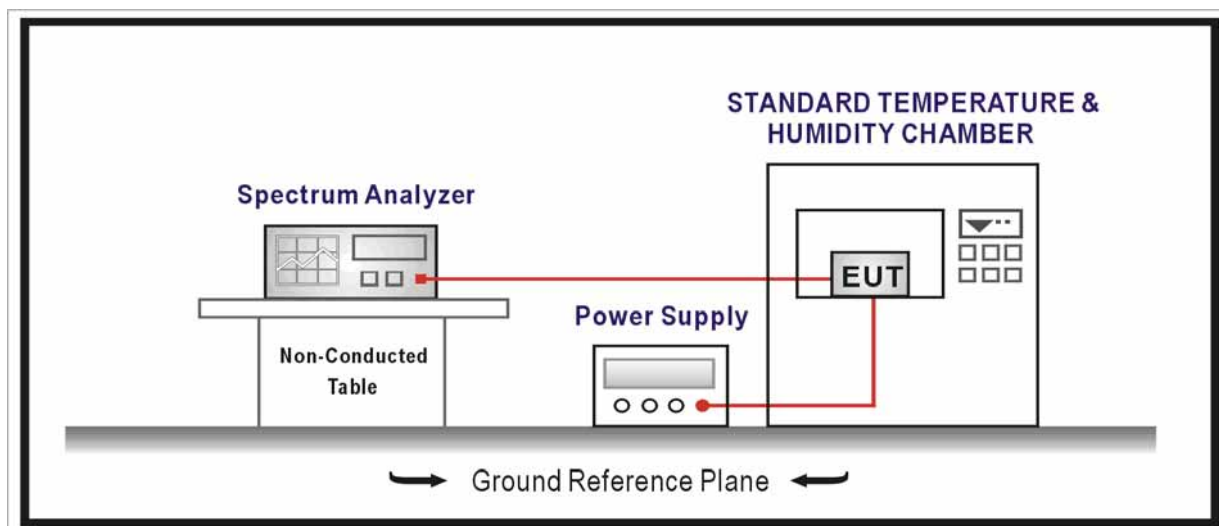 STANDARD TEMPERATURE &
HUMIDITY CHAMBER
Spectrum Analyzer
EUT
Power Supply
Non-Conducted
Table
Ground Reference Plane